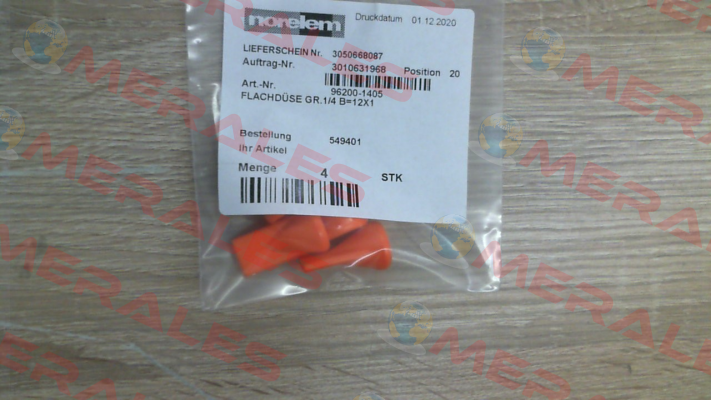 norelem
Druckdatum 01.12.2020
LIEFERSCHEIN Nr. 3050668087
Auftrag-Nr. 3010631968 Position 20
Art.-Nr. 96200-1405
FLACHDÜSE GR.1/4 B=12X1
Bestellung 549401
Ihr Artikel
Menge 4 STK
MERALES
MERALES
MERALES
MERALES
MERALES